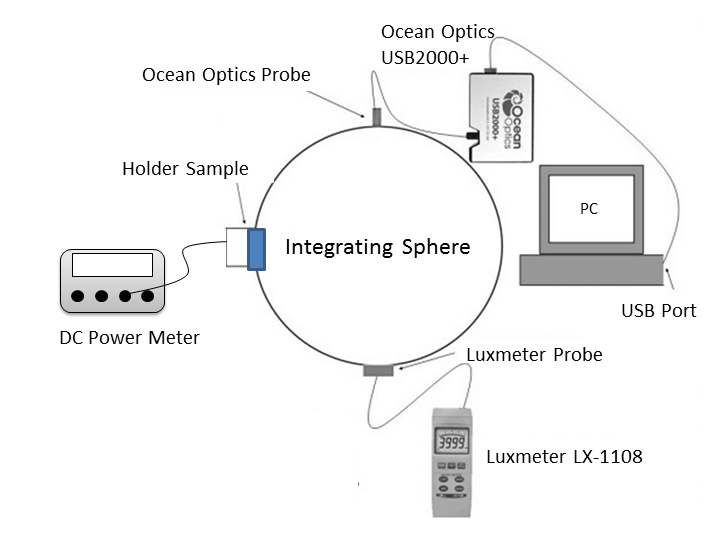 Ocean Optics
USB2000+
Ocean Optics Probe
Ocean
Optics
USB2000+
Holder Sample
PC
Integrating Sphere
USB Port
DC Power Meter
Luxmeter Probe
3999
Luxmeter LX-1108